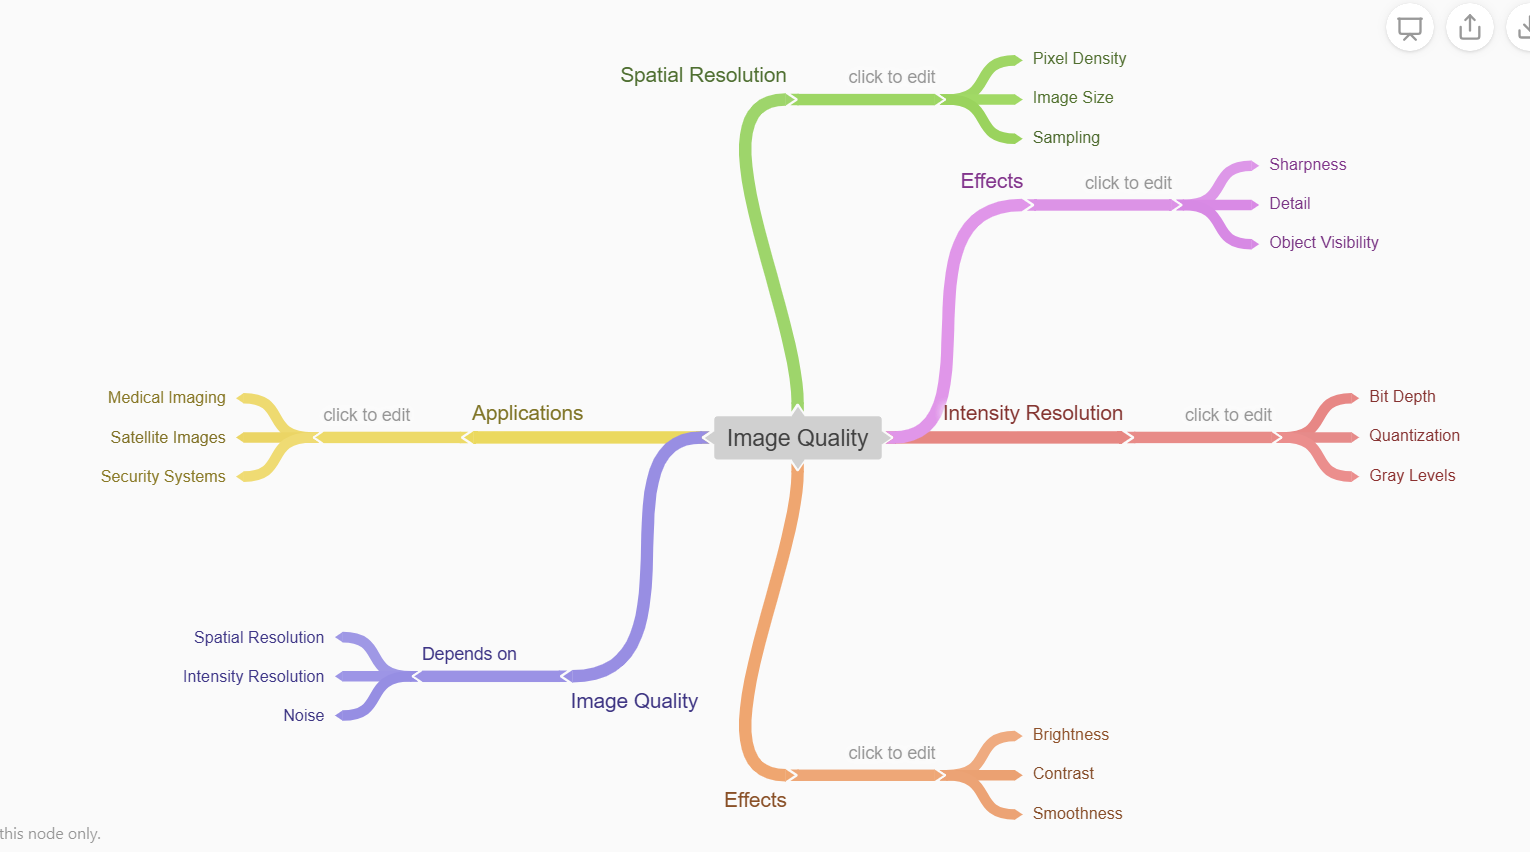 Spatial Resolution
click to edit
Pixel Density
Image Size
Sampling
Effects
click to edit
Sharpness
Detail
Object Visibility
Medical Imaging
Satellite Images
Security Systems
click to edit
Applications
Image Quality
Intensity Resolution
click to edit
Bit Depth
Quantization
Gray Levels
Spatial Resolution
Intensity Resolution
Noise
Depends on
Image Quality
Effects
click to edit
Brightness
Contrast
Smoothness
this node only.